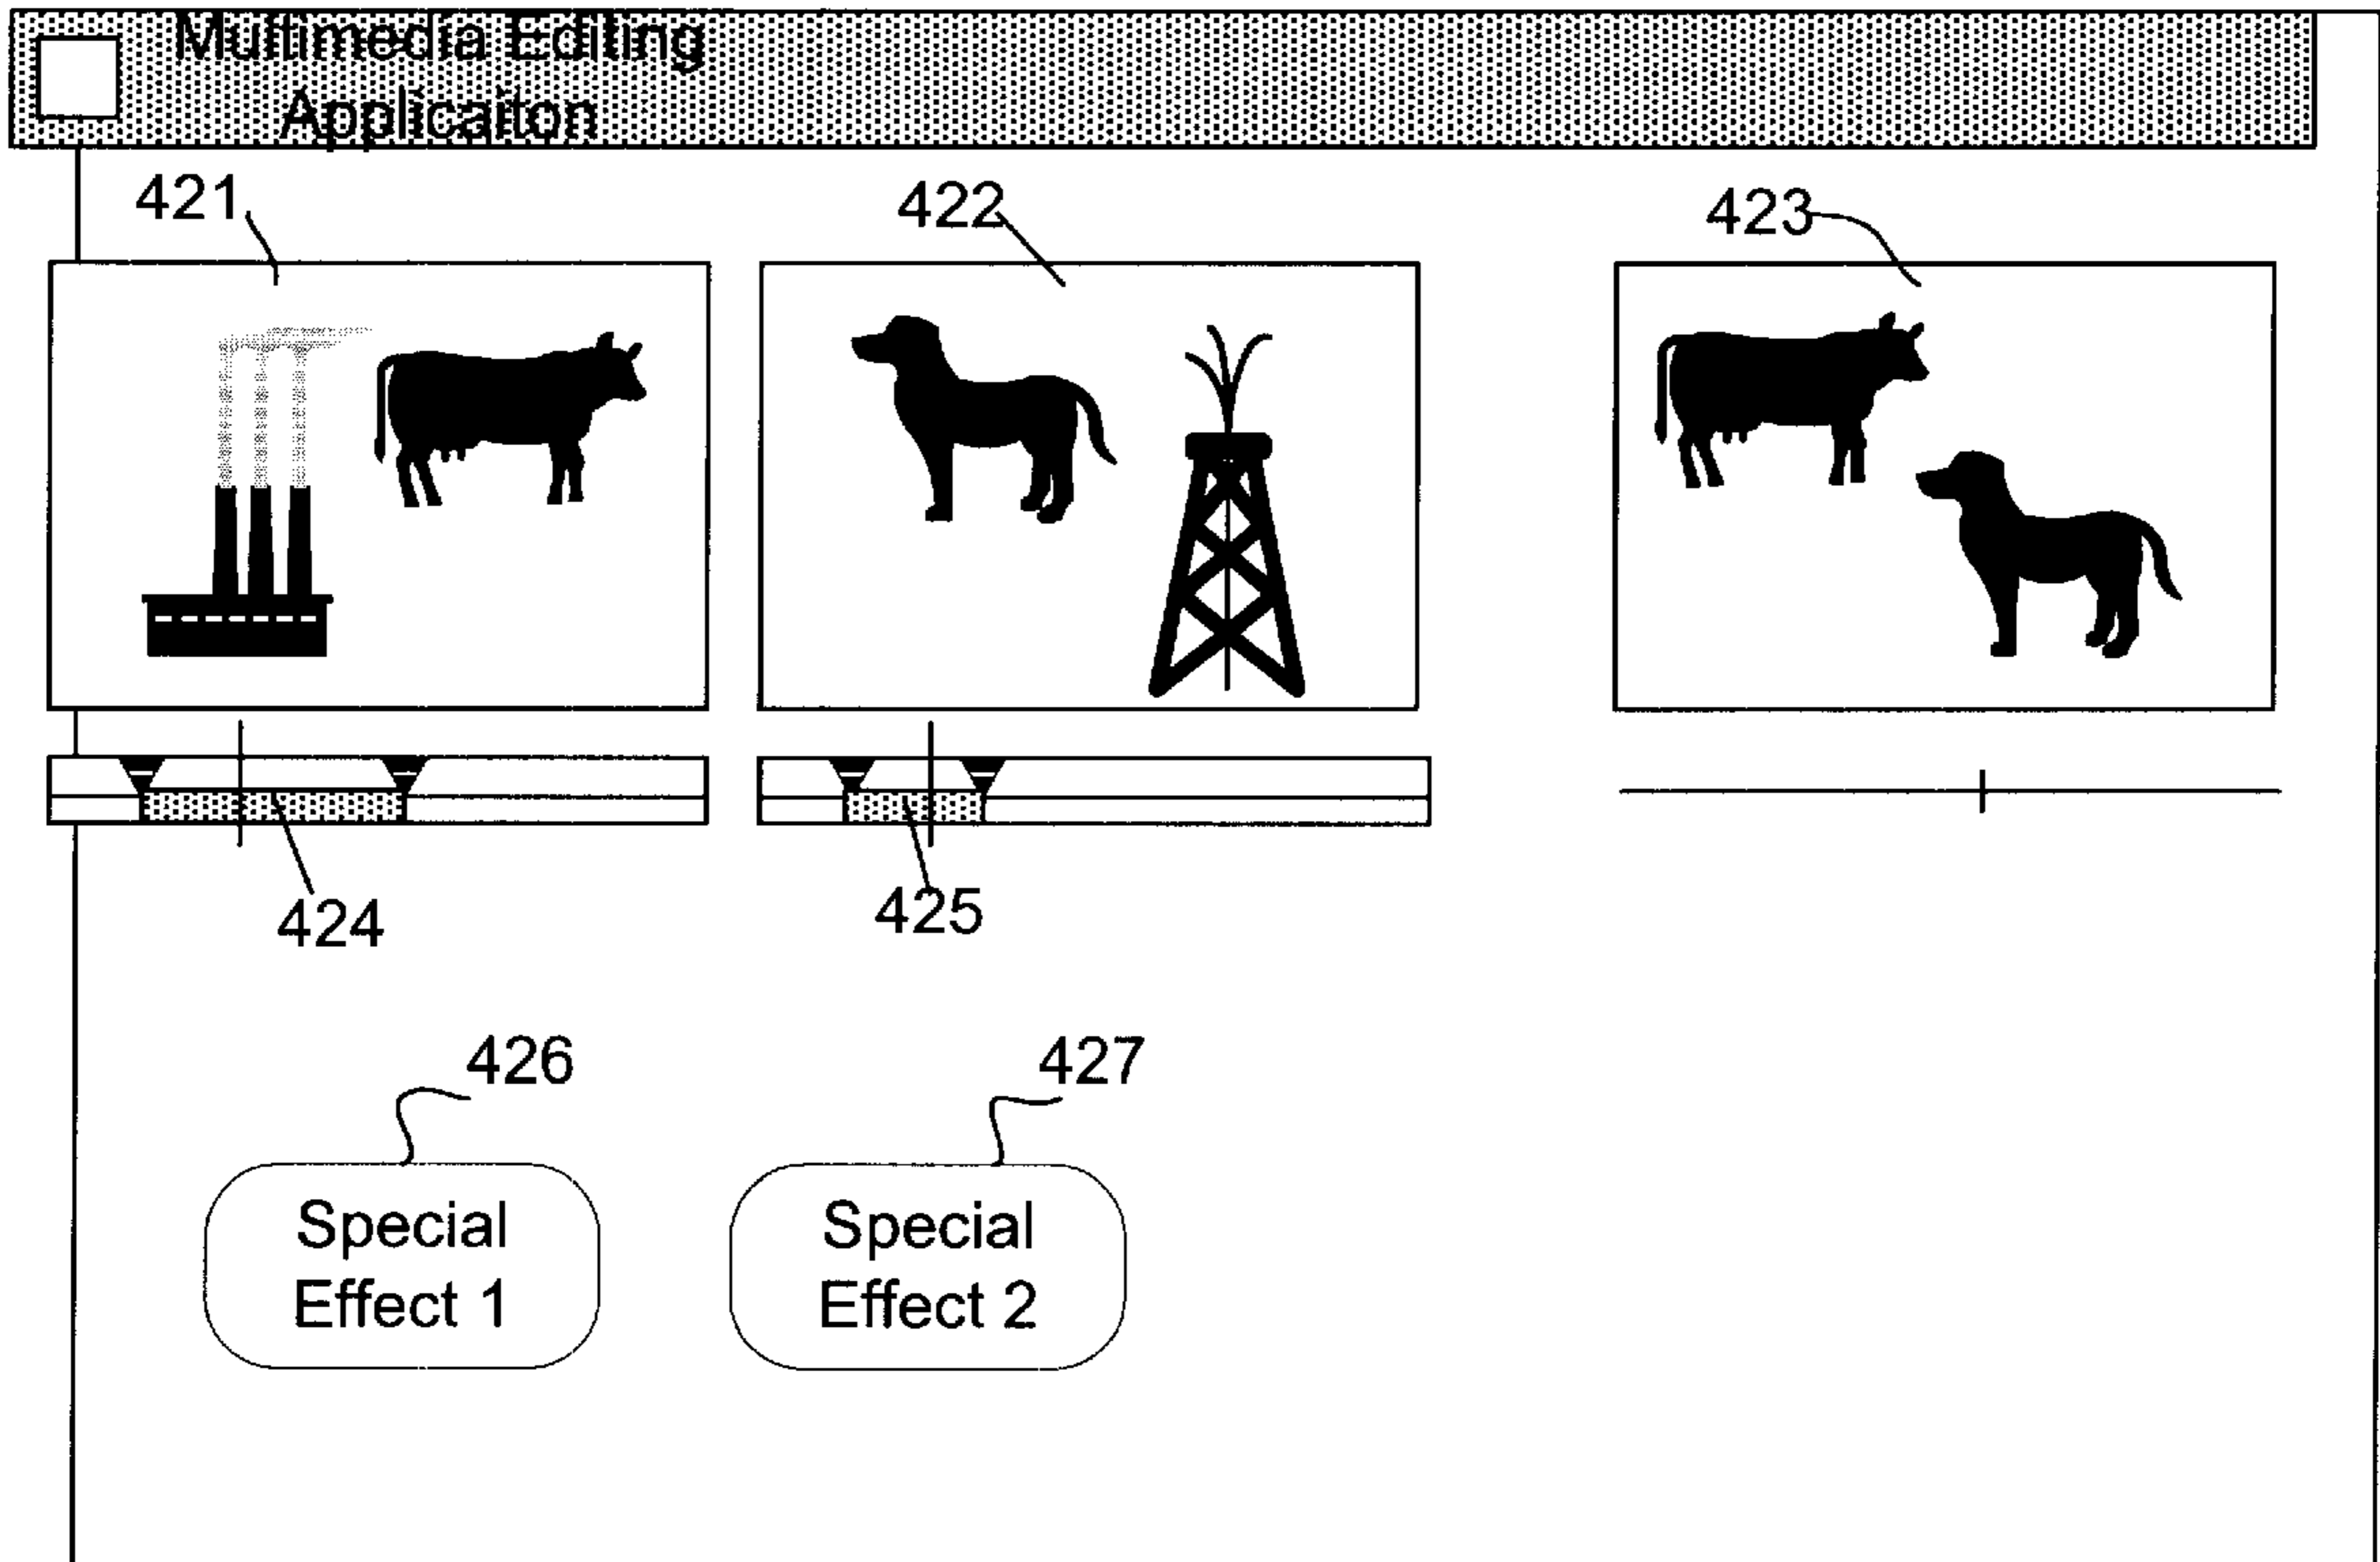 Multimedia Editing
Applicaiton
421
422
423
424
425
426
427
Special
Effect 1
Special
Effect 2